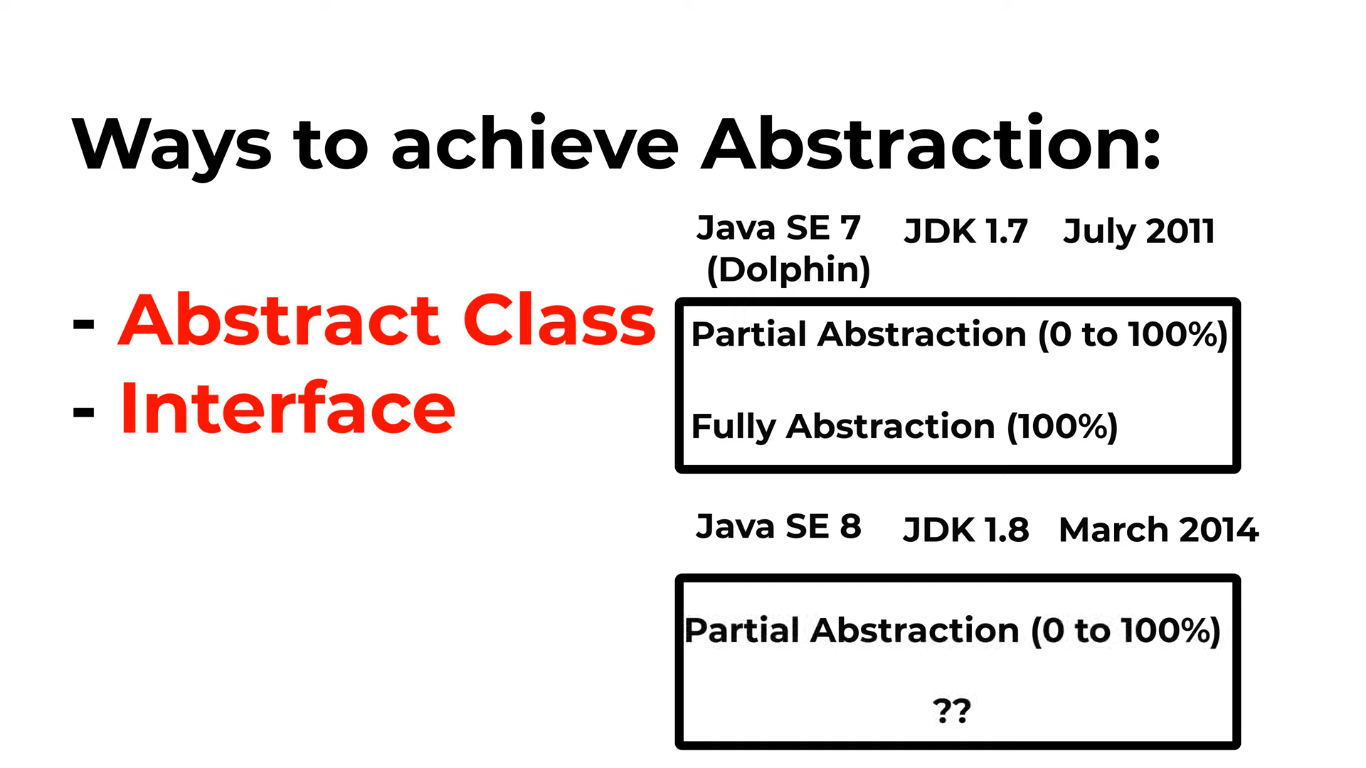 Ways to achieve Abstraction:
Java SE 7 JDK 1.7 July 2011
(Dolphin)
- Abstract Class
- Interface
Partial Abstraction (0 to 100%)
Fully Abstraction (100%)
Java SE 8 JDK 1.8 March 2014
Partial Abstraction (0 to 100%)
??